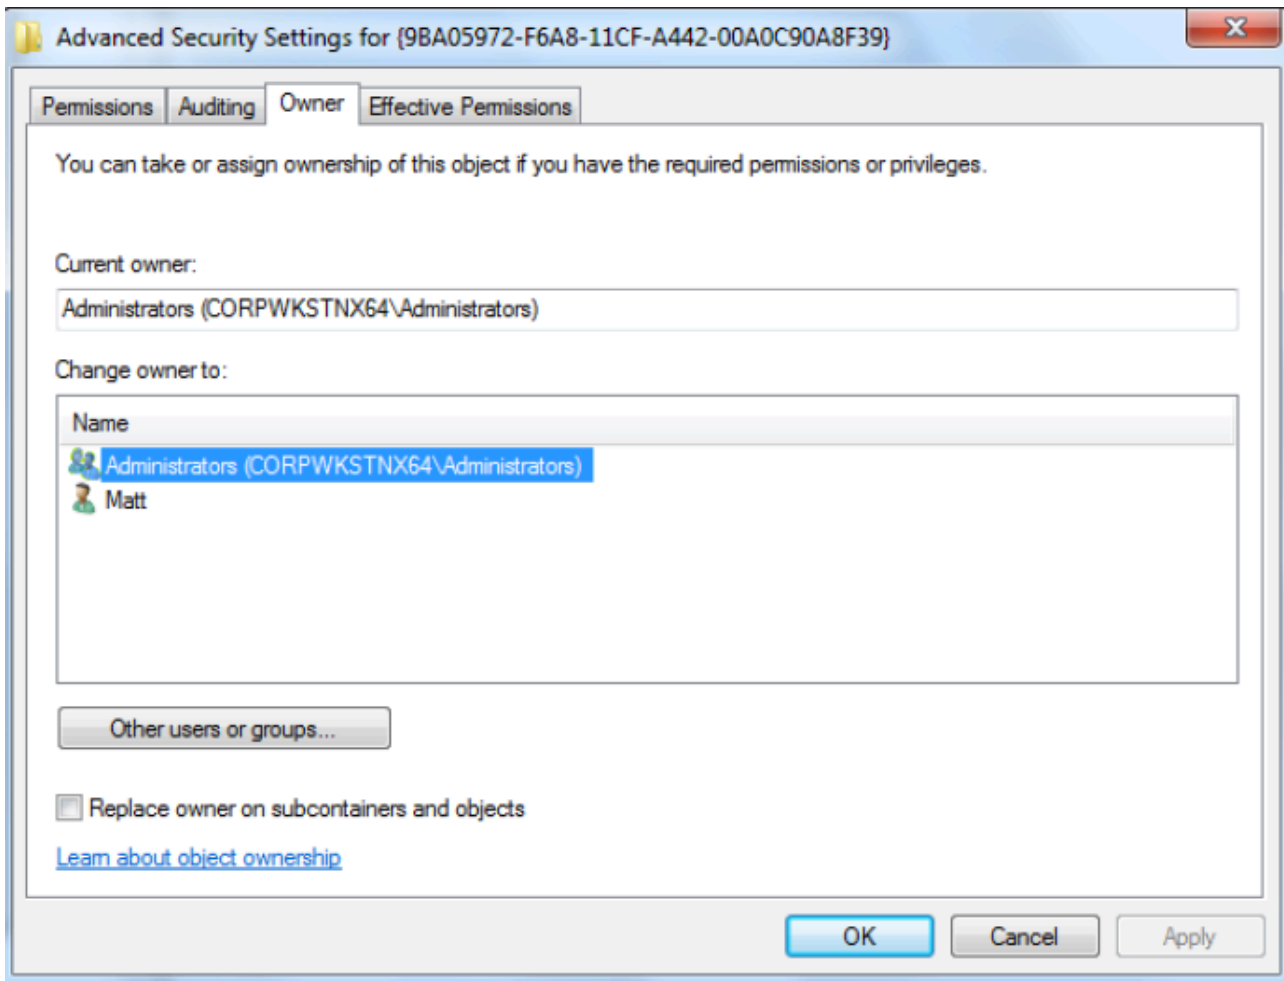 Advanced Security Settings for {9BA05972-F6A8-11CF-A442-00A0C90A8F39}
Permissions Auditing Owner Effective Permissions
You can take or assign ownership of this object if you have the required permissions or privileges.
Current owner:
Administrators (CORPWKSTNX64\Administrators)
Change owner to:
Name
Administrators (CORPWKSTNX64\Administrators)
Matt
Other users or groups...
Replace owner on subcontainers and objects
Learn about object ownership
OK Cancel Apply